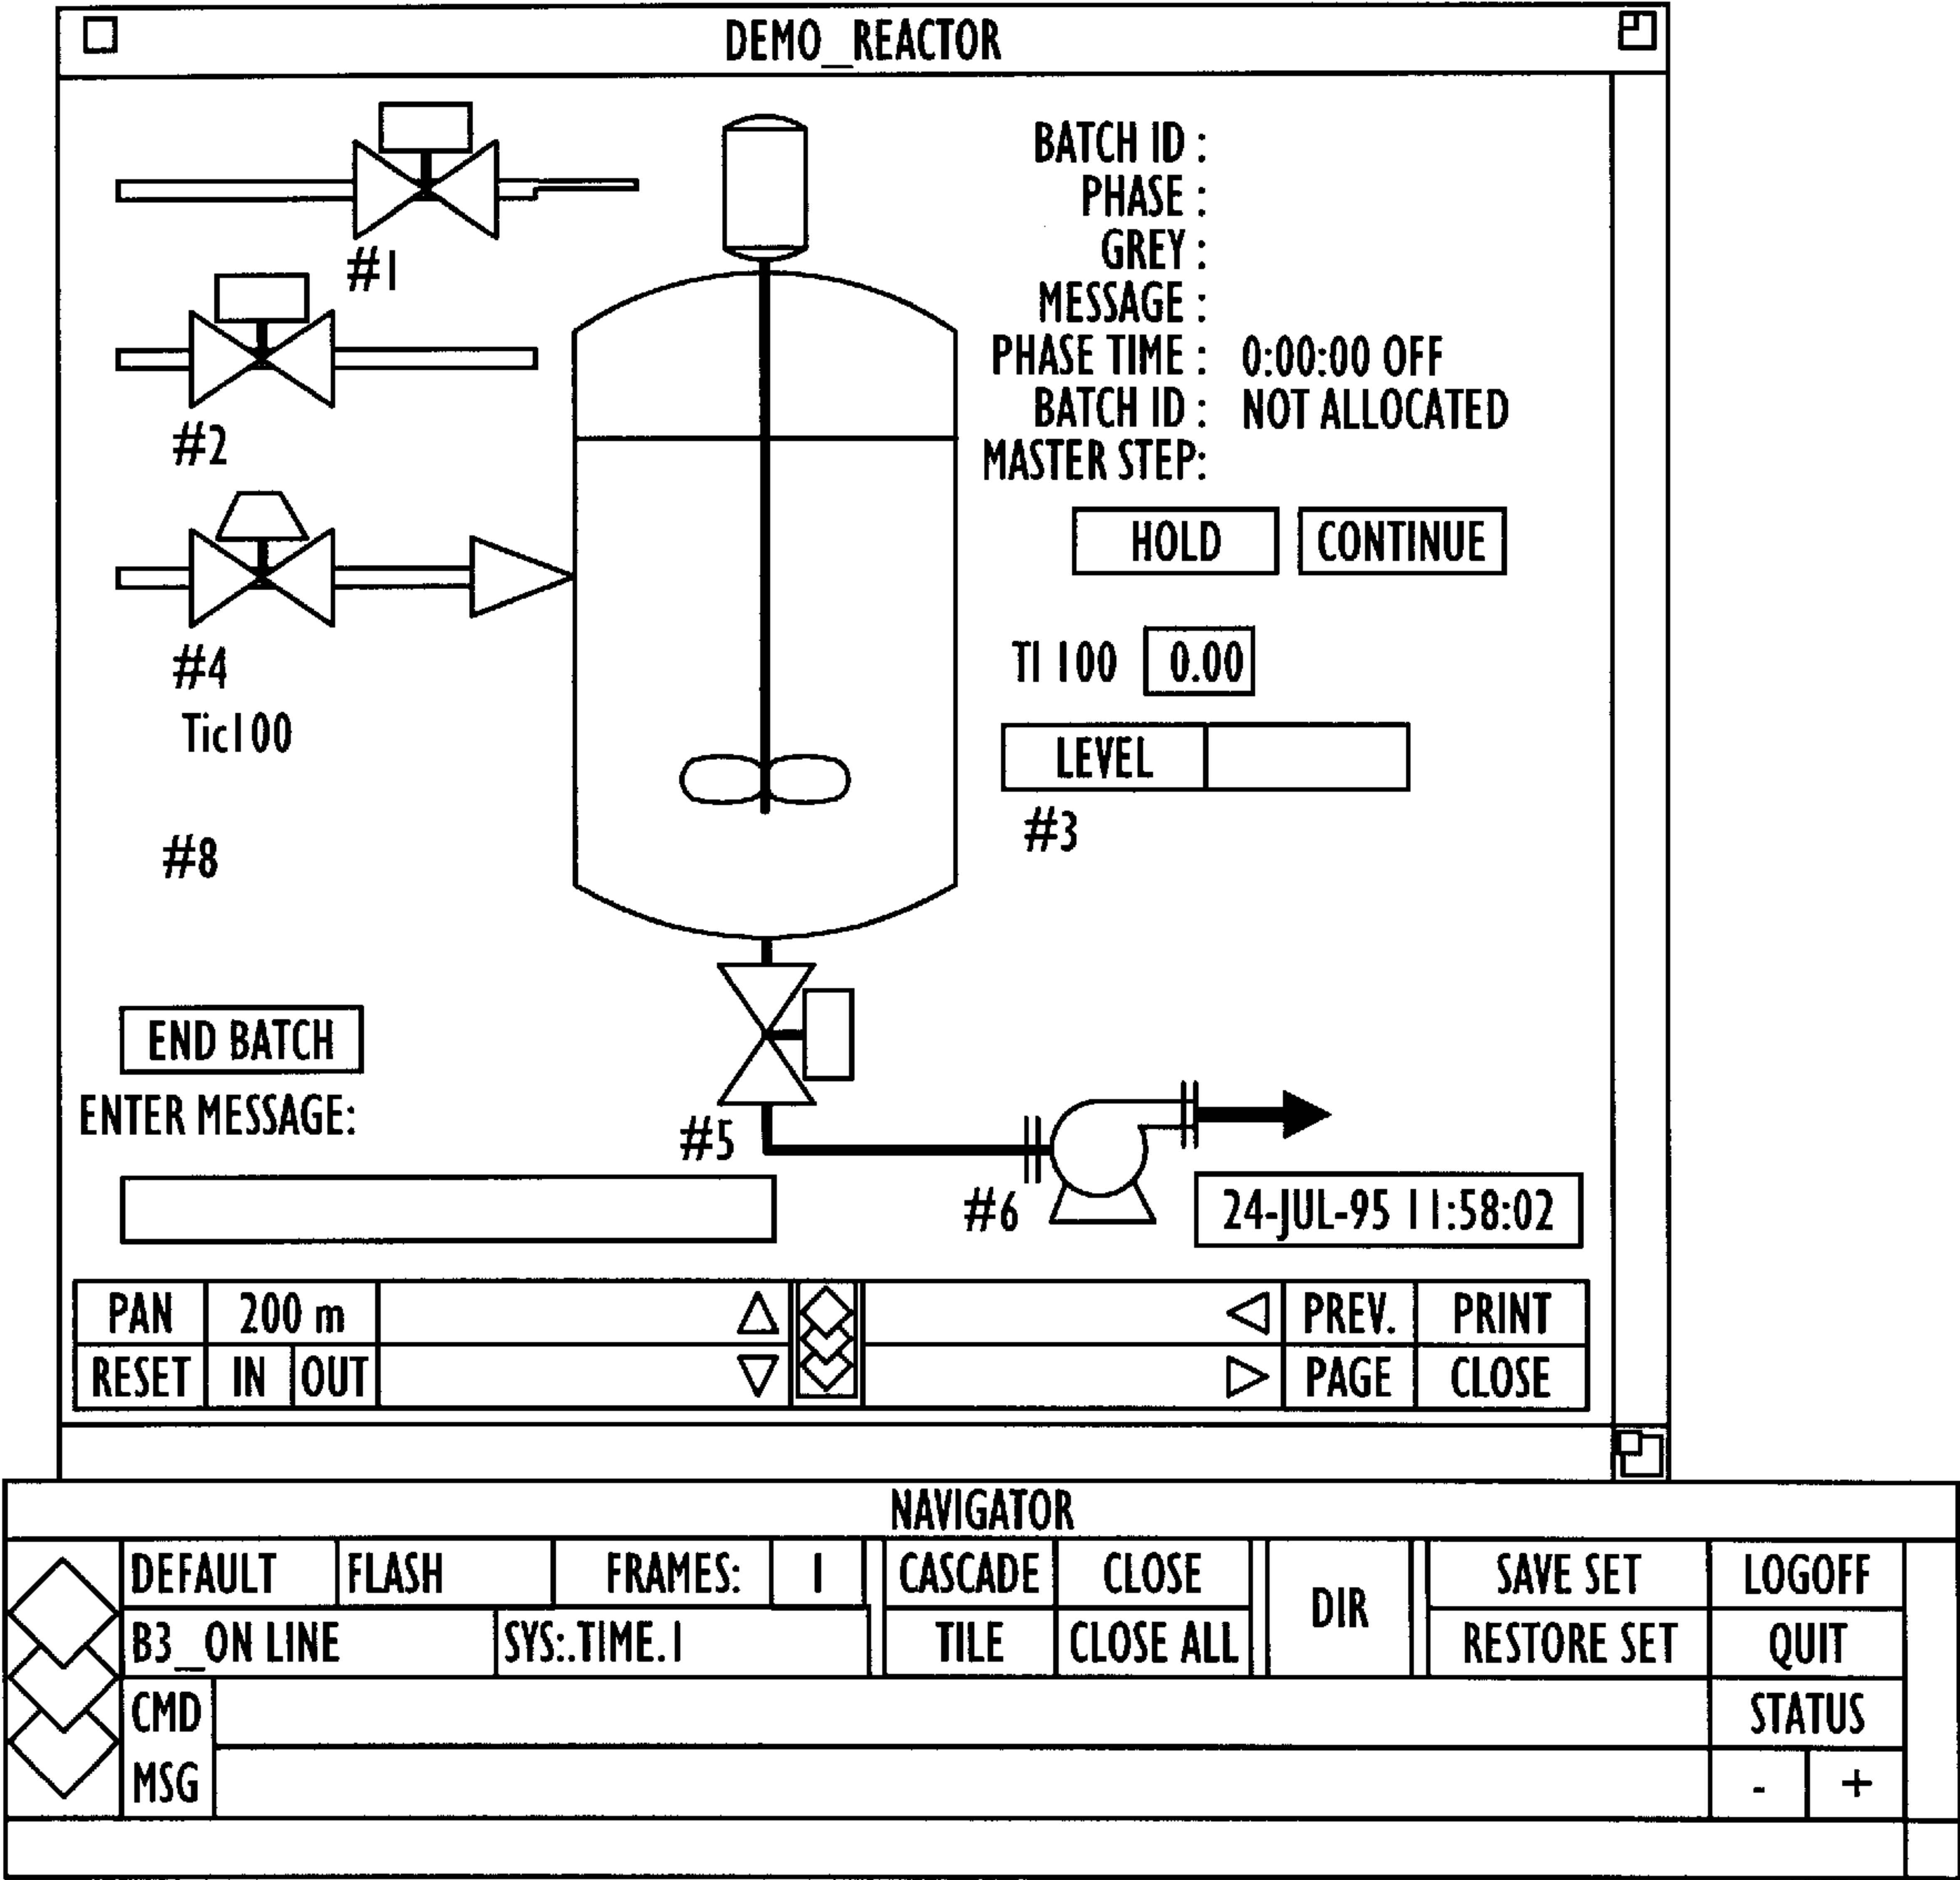 DEMO_REACTOR
BATCH ID :
PHASE :
GREY :
MESSAGE :
PHASE TIME : 0:00:00 OFF
BATCH ID : NOT ALLOCATED
MASTER STEP:
HOLD CONTINUE
#1
#2
#4
Tic100
#8
TI 100 0.00
LEVEL
#3
END BATCH
ENTER MESSAGE:
#5
#6
24-JUL-95 11:58:02
PAN 200 m PREV. PRINT
RESET IN OUT PAGE CLOSE
NAVIGATOR
DEFAULT FLASH FRAMES: 1 CASCADE CLOSE DIR SAVE SET LOGOFF
B3_ON LINE SYS:.TIME.1 TILE CLOSE ALL RESTORE SET QUIT
CMD STATUS
MSG - +